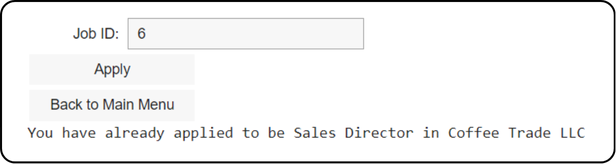 Job ID: 6
Apply
Back to Main Menu
You have already applied to be Sales Director in Coffee Trade LLC